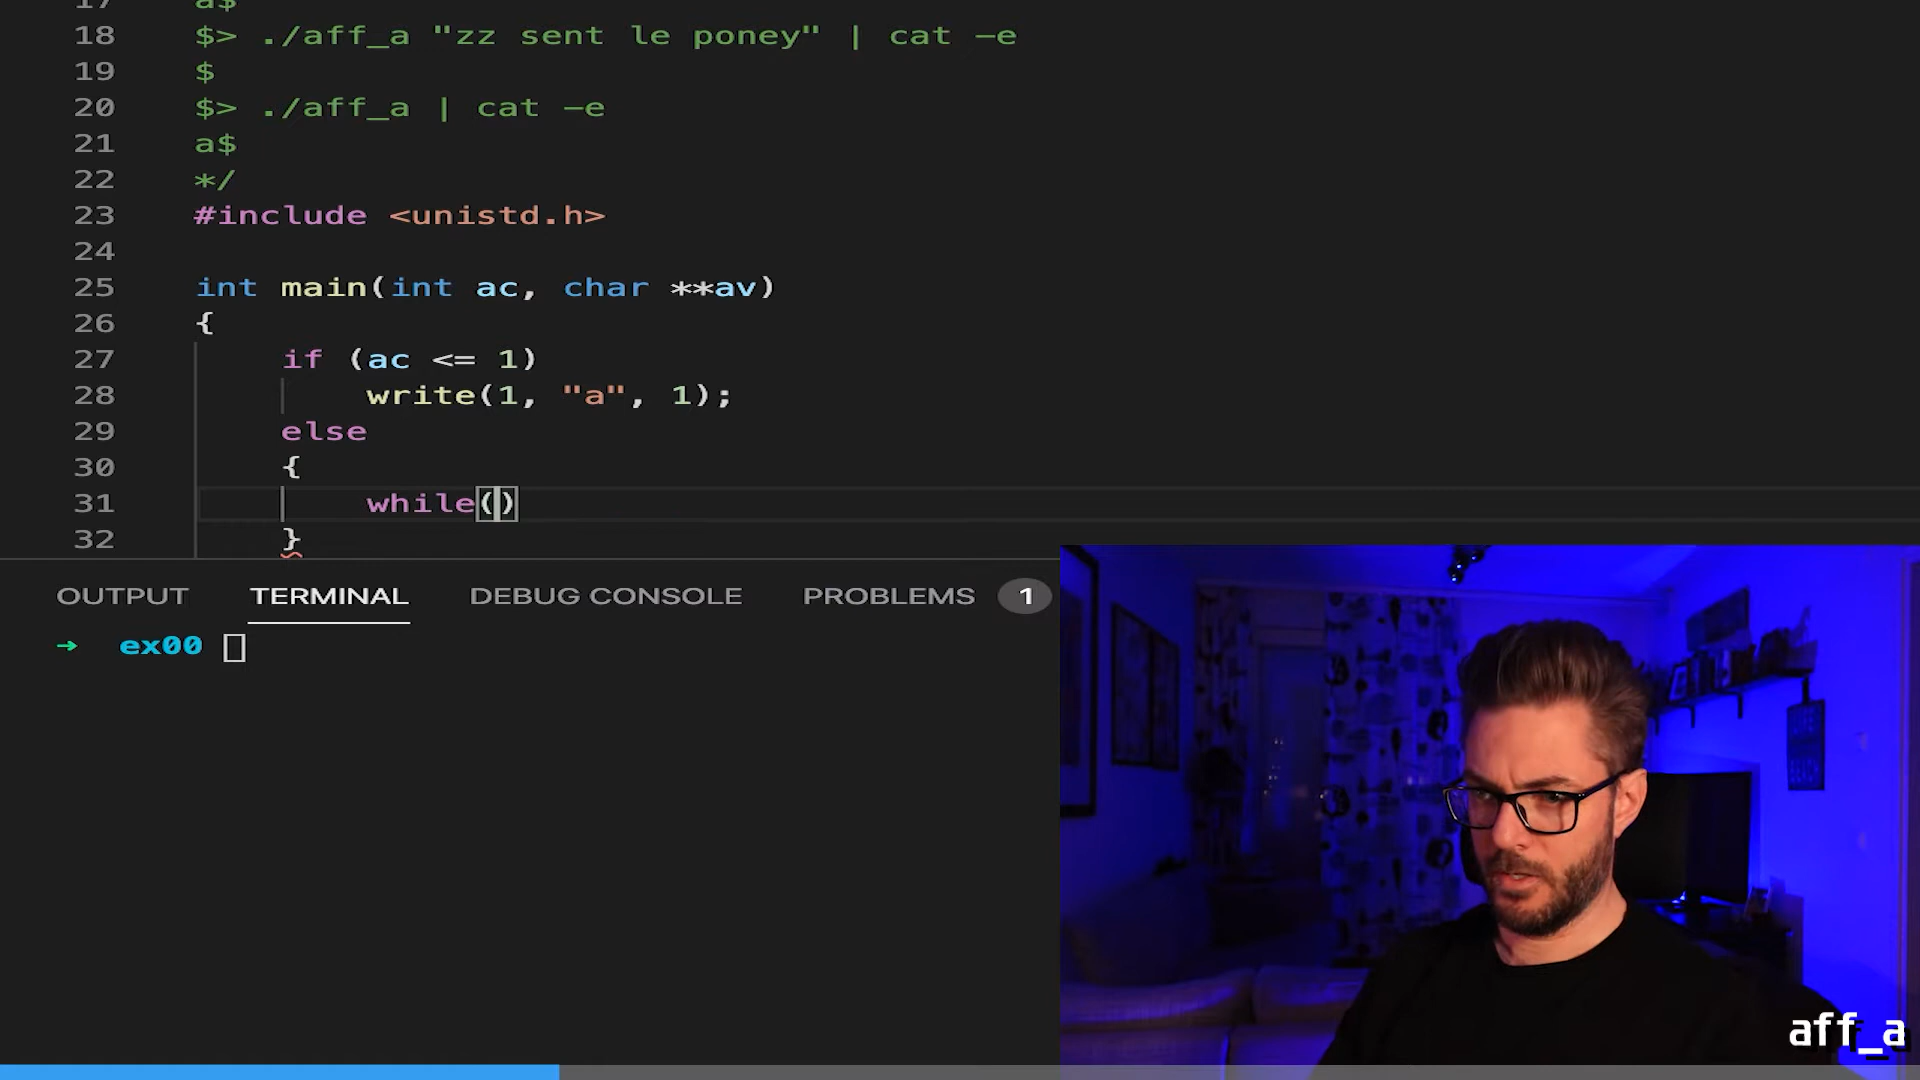 17 a$
18 $> ./aff_a "zz sent le poney" | cat -e
19 $
20 $> ./aff_a | cat -e
21 a$
22 */
23 #include <unistd.h>
24
25 int main(int ac, char **av)
26 {
27 if (ac <= 1)
28 write(1, "a", 1);
29 else
30 {
31 while()
32 }
OUTPUT TERMINAL DEBUG CONSOLE PROBLEMS 1
→ ex00
aff_a